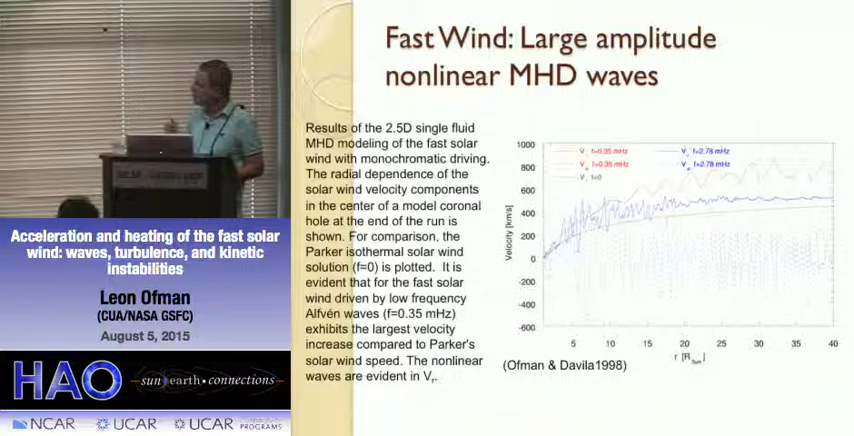 Fast Wind: Large amplitude
nonlinear MHD waves
Results of the 2.5D single fluid
MHD modeling of the fast solar
wind with monochromatic driving.
The radial dependence of the
solar wind velocity components
in the center of a model coronal
hole at the end of the run is
shown. For comparison, the
Parker isothermal solar wind
solution (f=0) is plotted. It is
evident that for the fast solar
wind driven by low frequency
Alfvén waves (f=0.35 mHz)
exhibits the largest velocity
increase compared to Parker's
solar wind speed. The nonlinear
waves are evident in Vr.
1000
800
600
400
200
0
-200
-400
-600
Velocity [km/s]
f=0.35 mHz
f=0.35 mHz
f=0
f=2.78 mHz
f=2.78 mHz
5 10 15 20 25 30 35 40
r [RSun]
(Ofman & Davila1998)
Acceleration and heating of the fast solar
wind: waves, turbulence, and kinetic
instabilities
Leon Ofman
(CUA/NASA GSFC)
August 5, 2015
HAO
sun earth • connections
NCAR UCAR UCAR
PROGRAMS